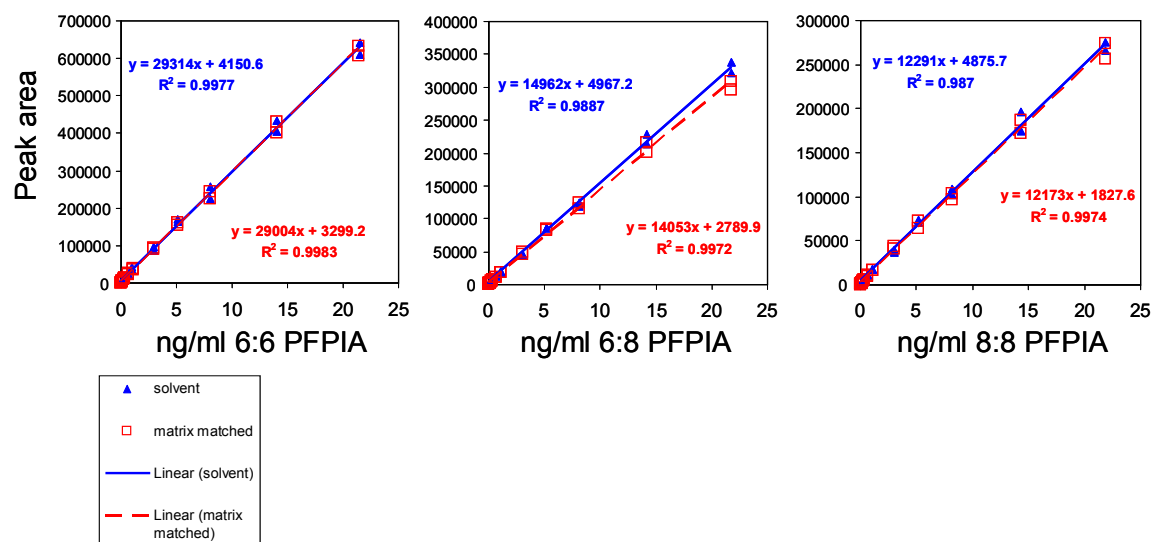 Peak area
700000
600000
500000
400000
300000
200000
100000
0
0 5 10 15 20 25
y = 29314x + 4150.6
R² = 0.9977
y = 29004x + 3299.2
R² = 0.9983
ng/ml 6:6 PFPIA
400000
350000
300000
250000
200000
150000
100000
50000
0
0 5 10 15 20 25
y = 14962x + 4967.2
R² = 0.9887
y = 14053x + 2789.9
R² = 0.9972
ng/ml 6:8 PFPIA
300000
250000
200000
150000
100000
50000
0
0 5 10 15 20 25
y = 12291x + 4875.7
R² = 0.987
y = 12173x + 1827.6
R² = 0.9974
ng/ml 8:8 PFPIA
solvent
matrix matched
Linear (solvent)
Linear (matrix
matched)